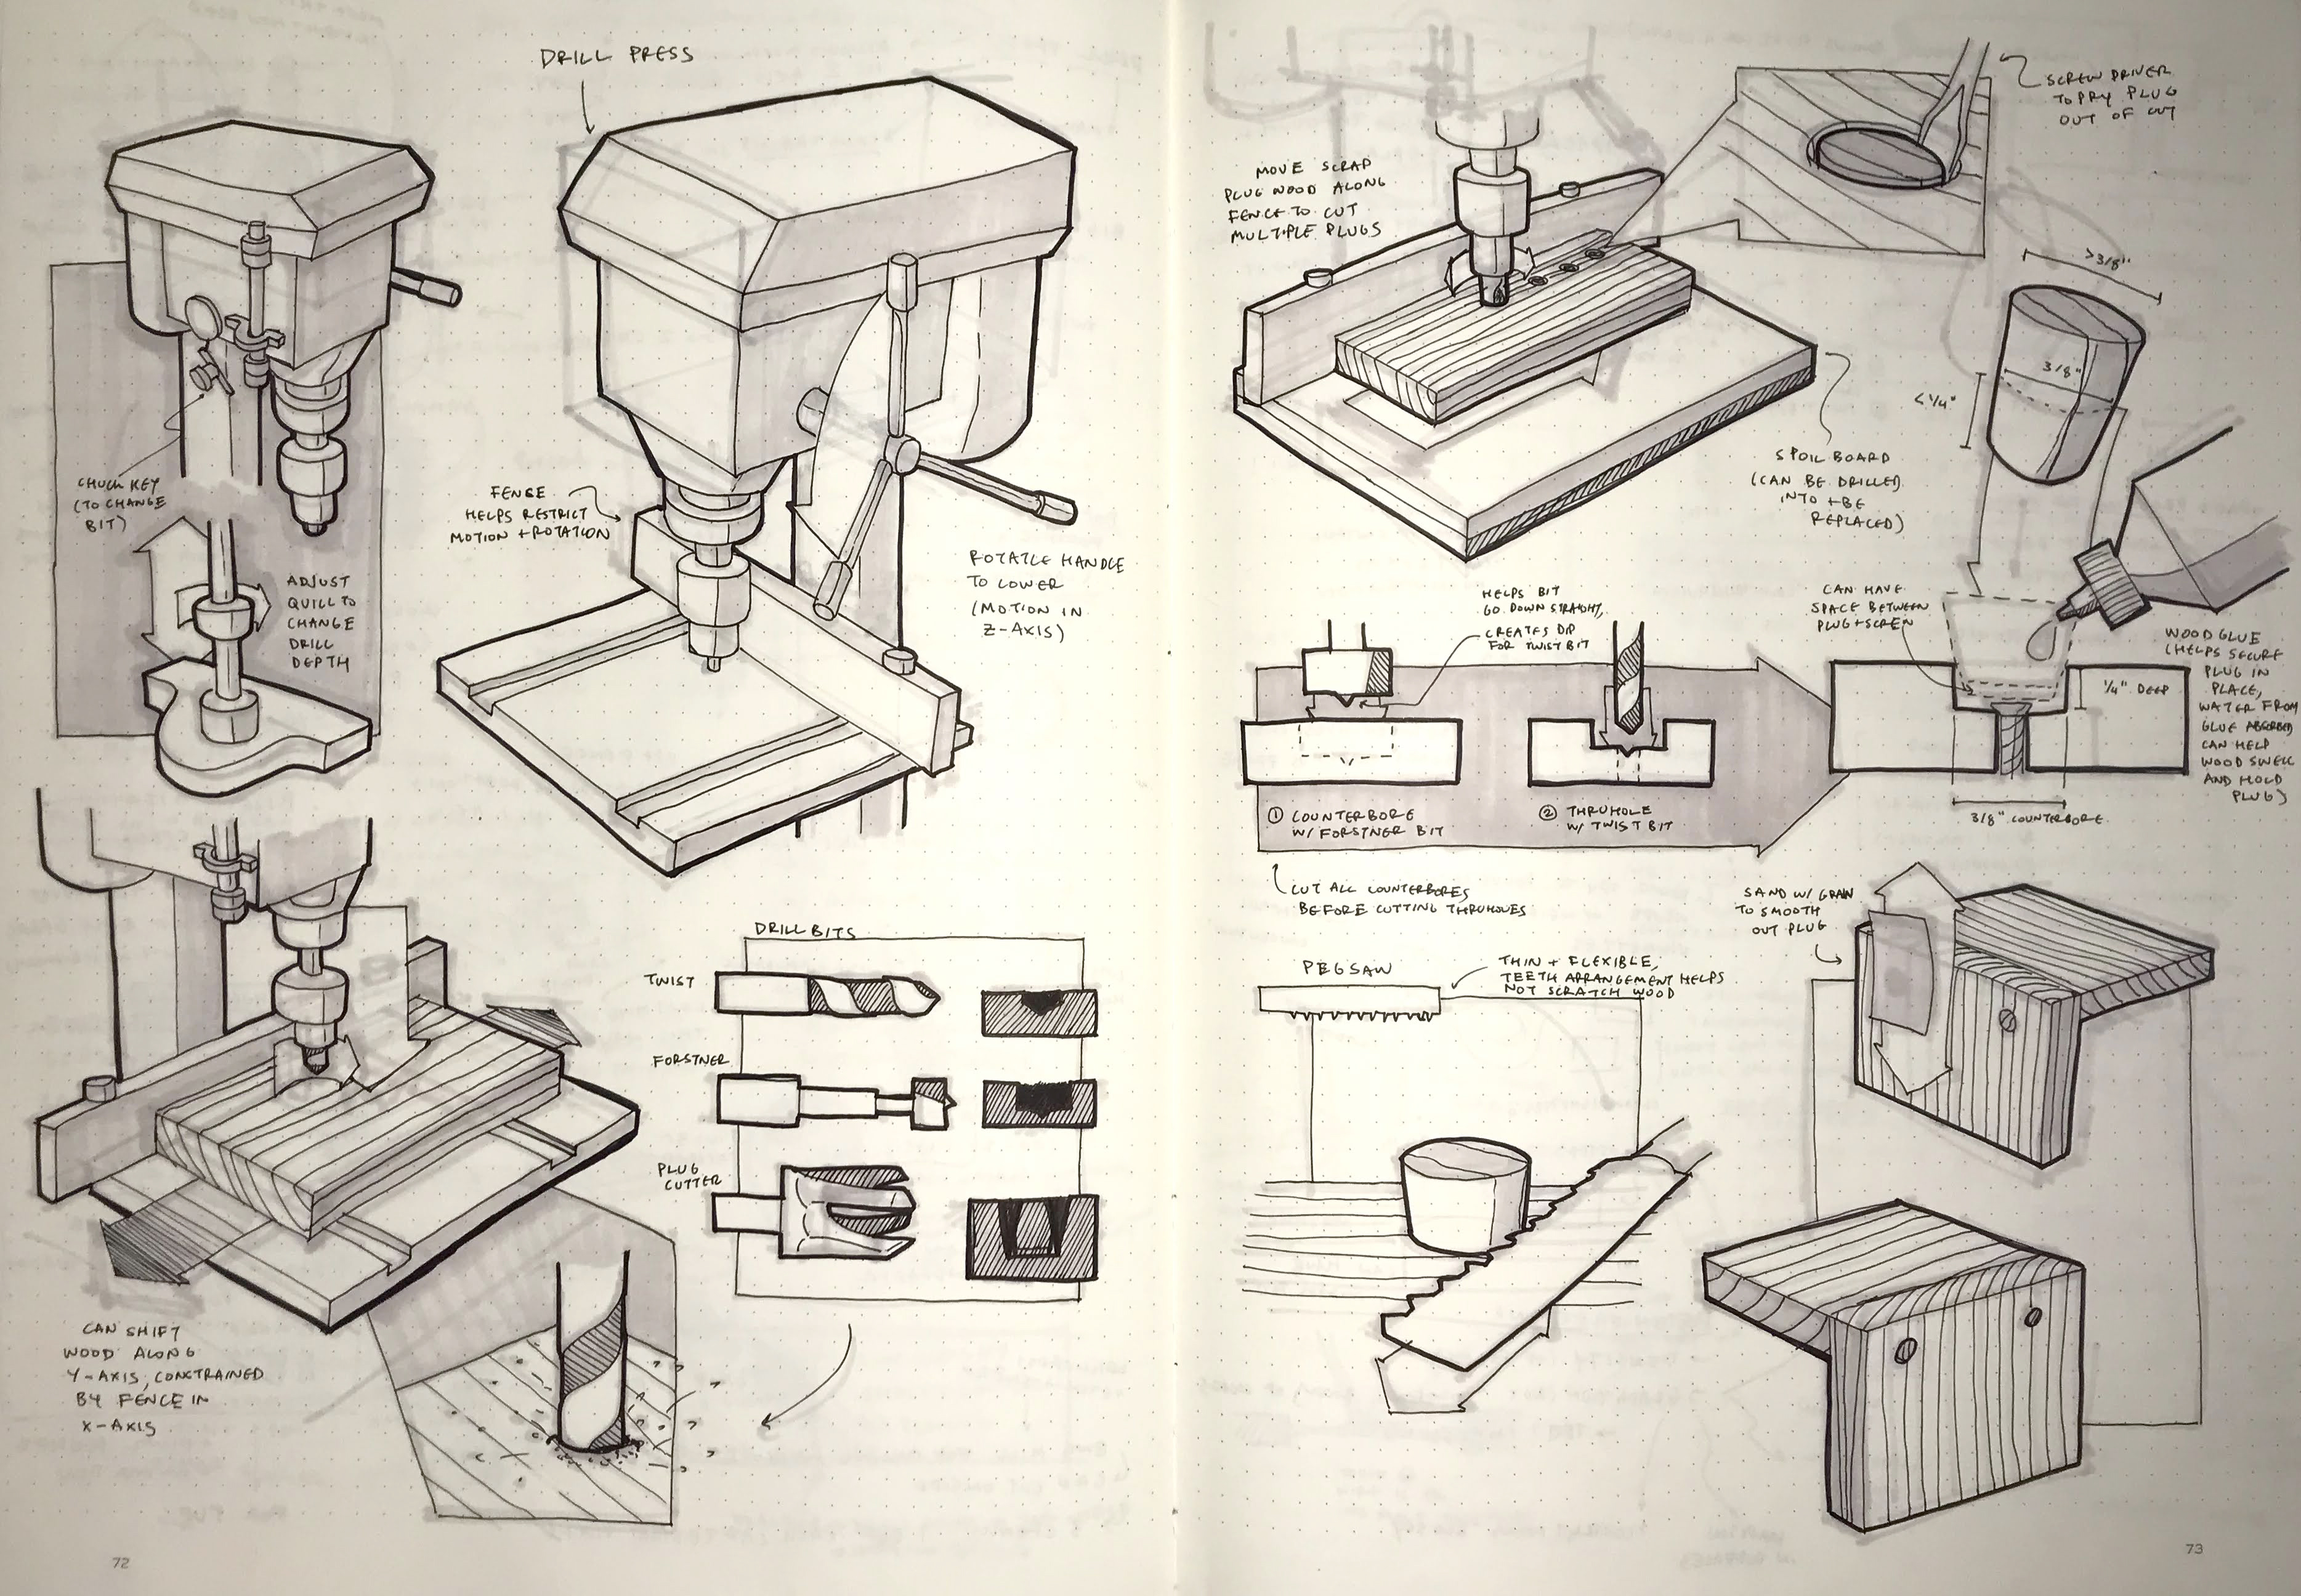 DRILL PRESS
CHUCK KEY
(TO CHANGE
BIT)
ADJUST
QUILL TO
CHANGE
DRILL
DEPTH
FENCE
HELPS RESTRICT
MOTION + ROTATION
ROTATE HANDLE
TO LOWER
(MOTION IN
Z-AXIS)
CAN SHIFT
WOOD ALONG
Y-AXIS, CONSTRAINED
BY FENCE IN
X-AXIS
DRILL BITS
TWIST
FORSTNER
PLUG
CUTTER
72
MOVE SCRAP
PLUG WOOD ALONG
FENCE TO CUT
MULTIPLE PLUGS
SCREW DRIVER
TO PRY PLUG
OUT OF CUT
>3/8"
3/8"
<1/4"
SPOIL BOARD
(CAN BE DRILLED
INTO + BE
REPLACED)
HELPS BIT
GO DOWN STRAIGHT,
CREATES DIP
FOR TWIST BIT
① COUNTERBORE
W/ FORSTNER BIT
② THRUHOLE
W/ TWIST BIT
CUT ALL COUNTERBORES
BEFORE CUTTING THRUHOLES
CAN HAVE
SPACE BETWEEN
PLUG + SCREW
1/4" DEEP
3/8" COUNTERBORE
WOOD GLUE
(HELPS SECURE
PLUG IN
PLACE,
WATER FROM
GLUE ABSORBED
CAN HELP
WOOD SWELL
AND HOLD
PLUG)
PEG SAW
THIN + FLEXIBLE,
TEETH ARRANGEMENT HELPS
NOT SCRATCH WOOD
SAND W/ GRAIN
TO SMOOTH
OUT PLUG
73